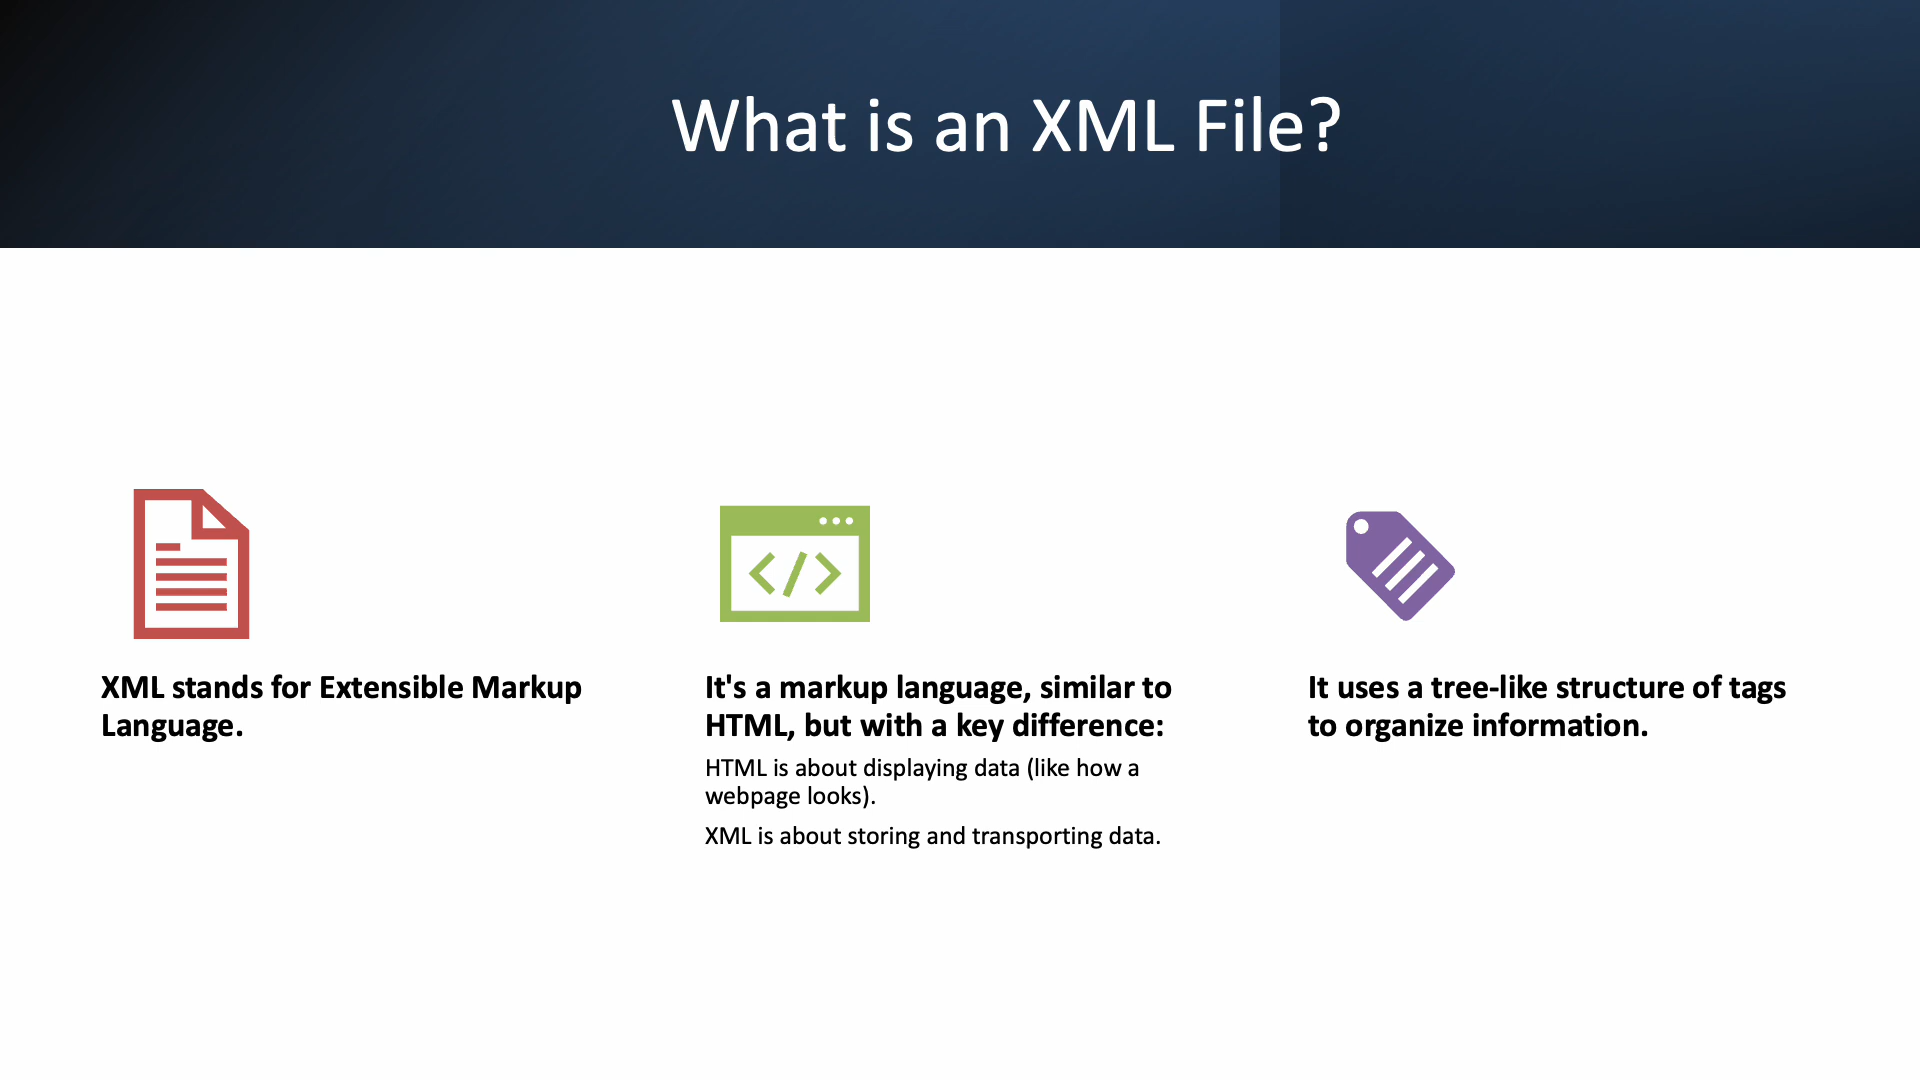 What is an XML File?
XML stands for Extensible Markup
Language.
It's a markup language, similar to
HTML, but with a key difference:
HTML is about displaying data (like how a
webpage looks).
XML is about storing and transporting data.
It uses a tree-like structure of tags
to organize information.